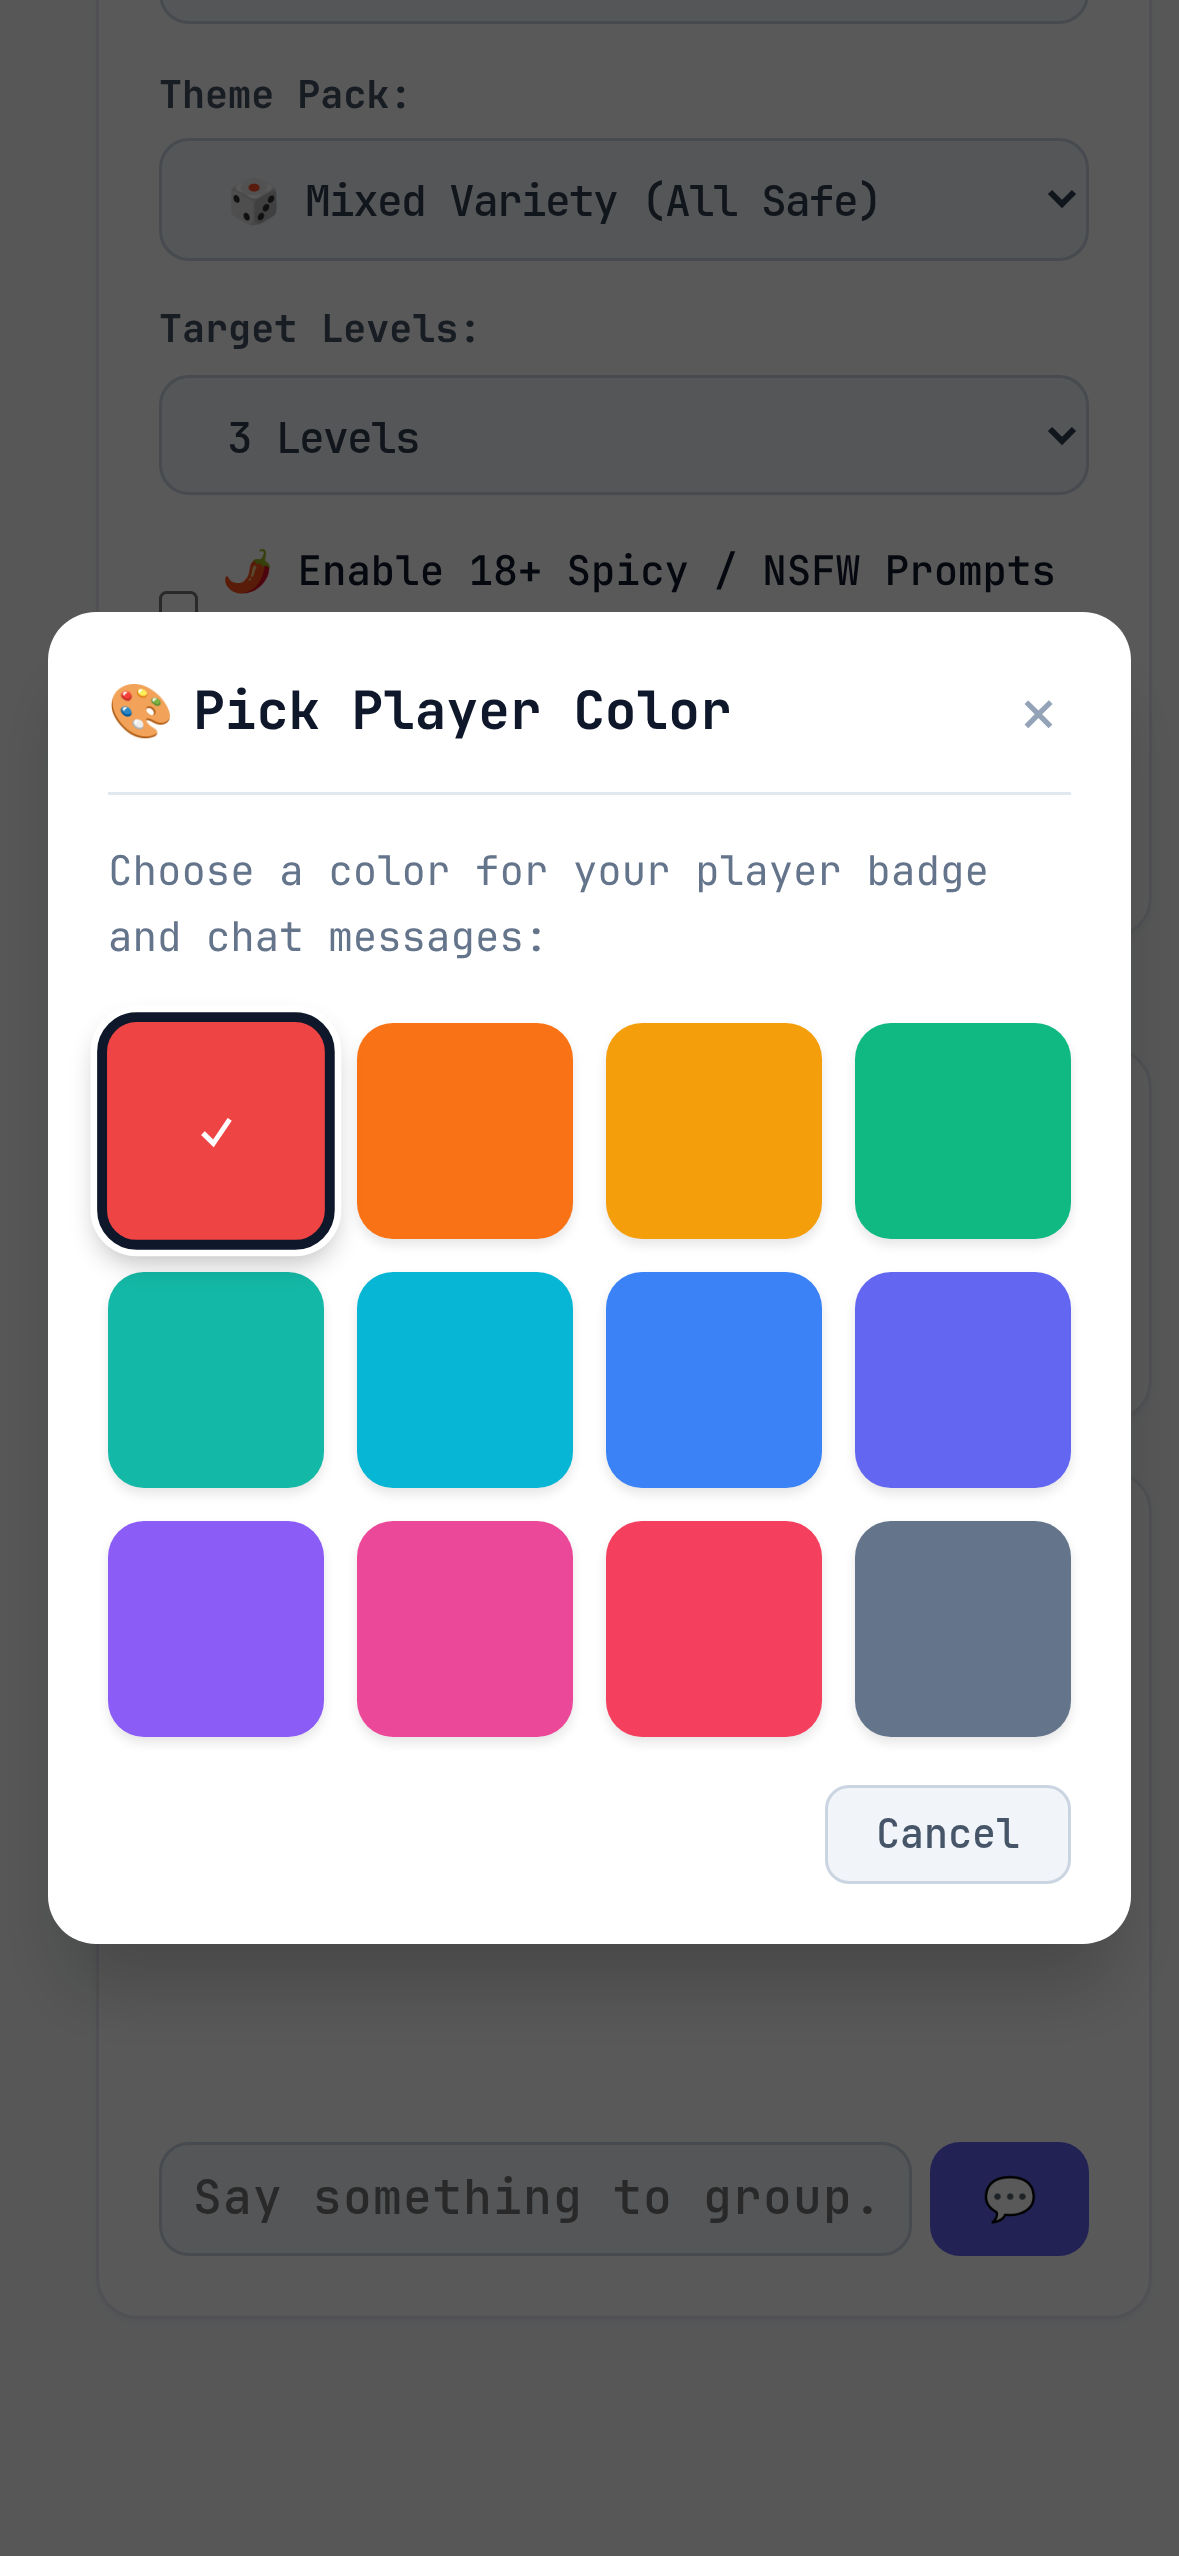 Theme Pack:
🎲 Mixed Variety (All Safe)
Target Levels:
3 Levels
🌶️ Enable 18+ Spicy / NSFW Prompts
🎨 Pick Player Color
×
Choose a color for your player badge
and chat messages:
✓
Cancel
Say something to group.
💬